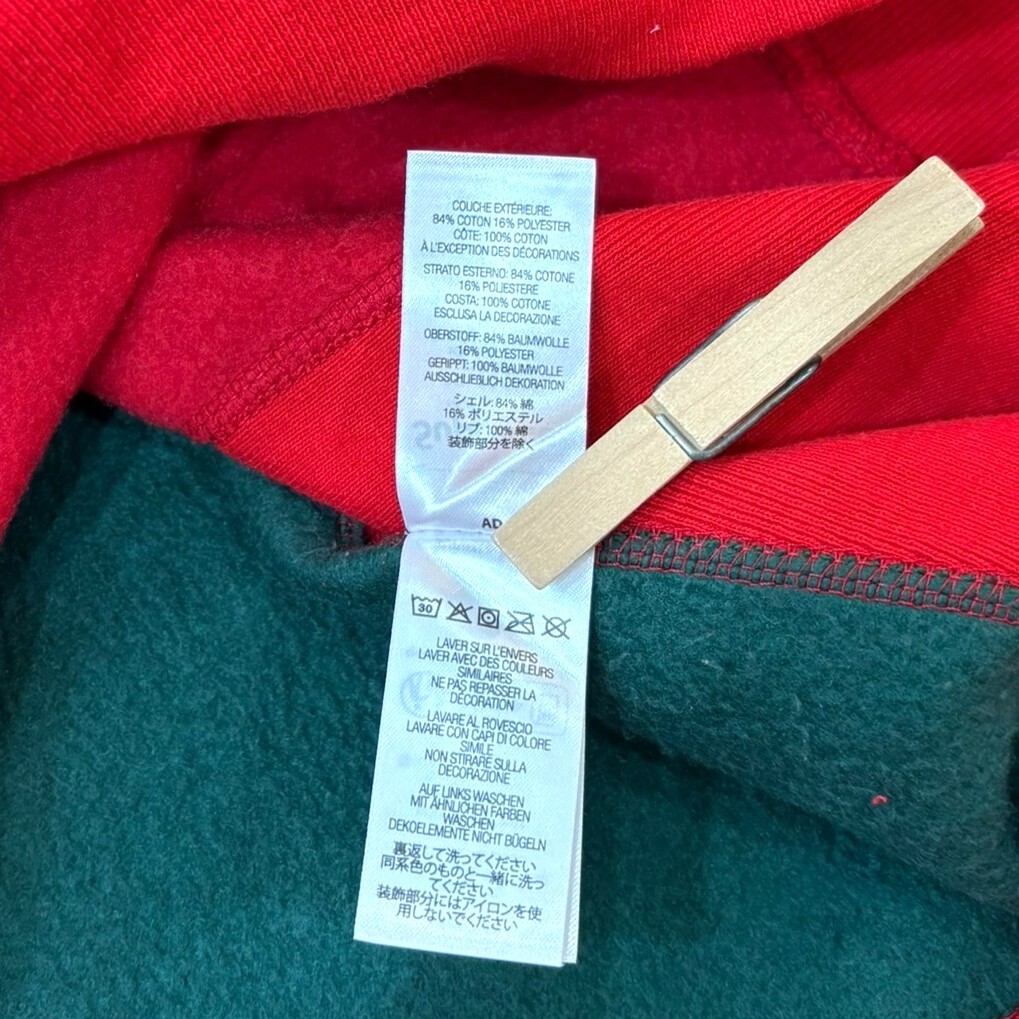 COUCHE EXTÉRIEURE:
84% COTON 16% POLYESTER
CÔTE: 100% COTON
À L'EXCEPTION DES DÉCORATIONS
STRATO ESTERNO: 84% COTONE
16% POLIESTERE
COSTA: 100% COTONE
ESCLUSA LA DECORAZIONE
OBERSTOFF: 84% BAUMWOLLE
16% POLYESTER
GERIPPT: 100% BAUMWOLLE
AUSSCHLIEßLICH DEKORATION
シェル: 84% 綿
16% ポリエステル
リブ: 100% 綿
装飾部分を除く
AD
30
LAVER SUR L'ENVERS
LAVER AVEC DES COULEURS
SIMILAIRES
NE PAS REPASSER LA
DÉCORATION
LAVARE AL ROVESCIO
LAVARE CON CAPI DI COLORE
SIMILE
NON STIRARE SULLA
DECORAZIONE
AUF LINKS WASCHEN
MIT ÄHNLICHEN FARBEN
WASCHEN
DEKOELEMENTE NICHT BÜGELN
裏返して洗ってください
同系色のものと一緒に洗っ
てください
装飾部分にはアイロンを使
用しないでください